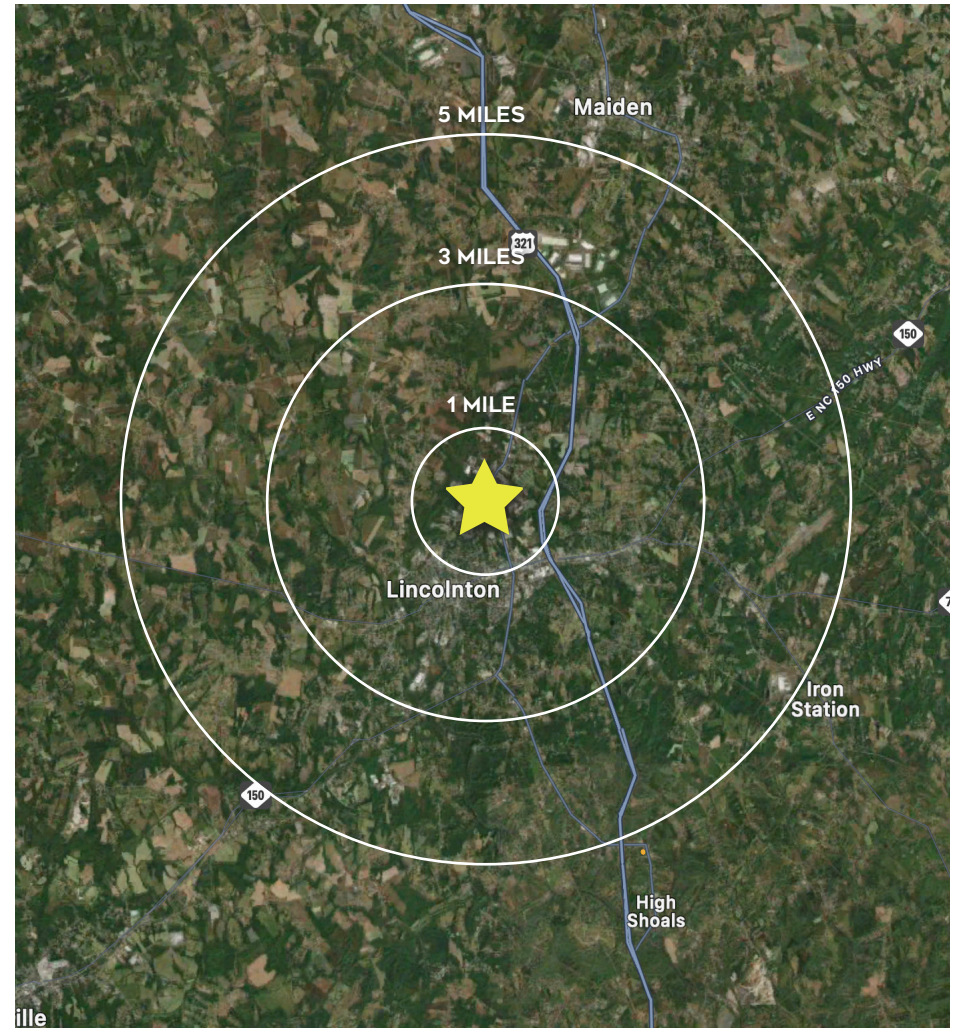 Maiden
5 MILES
321
3 MILES
150
E NC 150 HWY
1 MILE
Lincolnton
7
Iron
Station
150
High
Shoals
ille